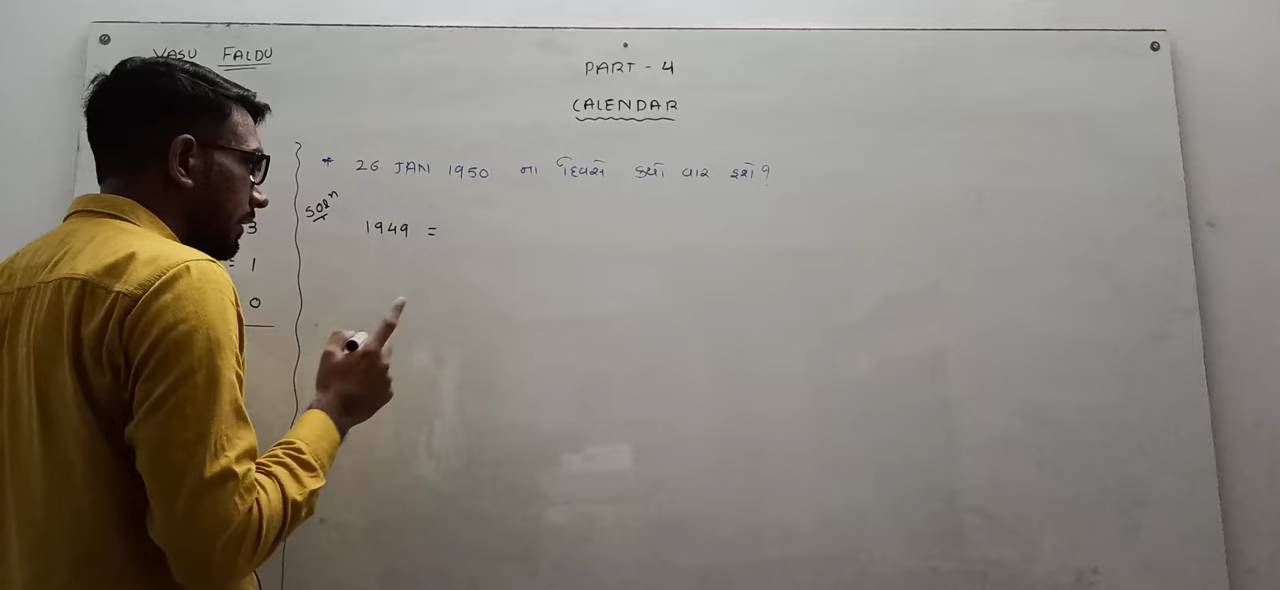 VASU FALDU
PART - 4
CALENDAR
* 26 JAN 1950 ના દિવસે કયો વાર હશે?
Solⁿ
1949 =
3
= 1
0